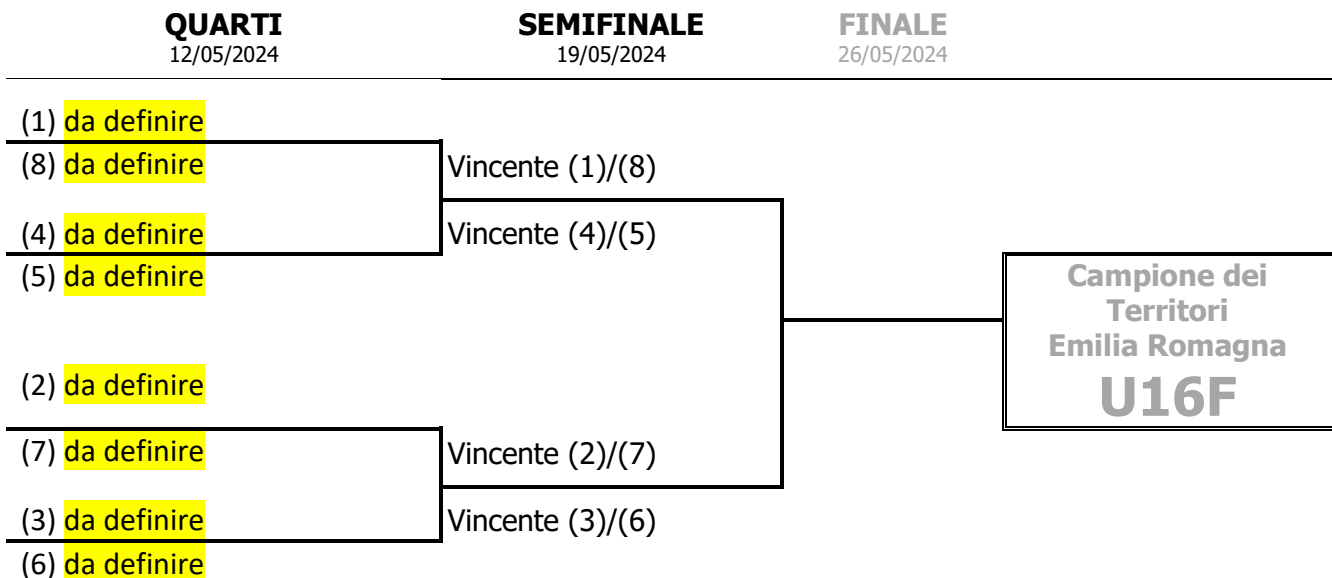 QUARTI
12/05/2024
SEMIFINALE
19/05/2024
FINALE
26/05/2024
(1) da definire
(8) da definire
Vincente (1)/(8)
(4) da definire
Vincente (4)/(5)
(5) da definire
Campione dei
Territori
Emilia Romagna
U16F
(2) da definire
(7) da definire
Vincente (2)/(7)
(3) da definire
Vincente (3)/(6)
(6) da definire